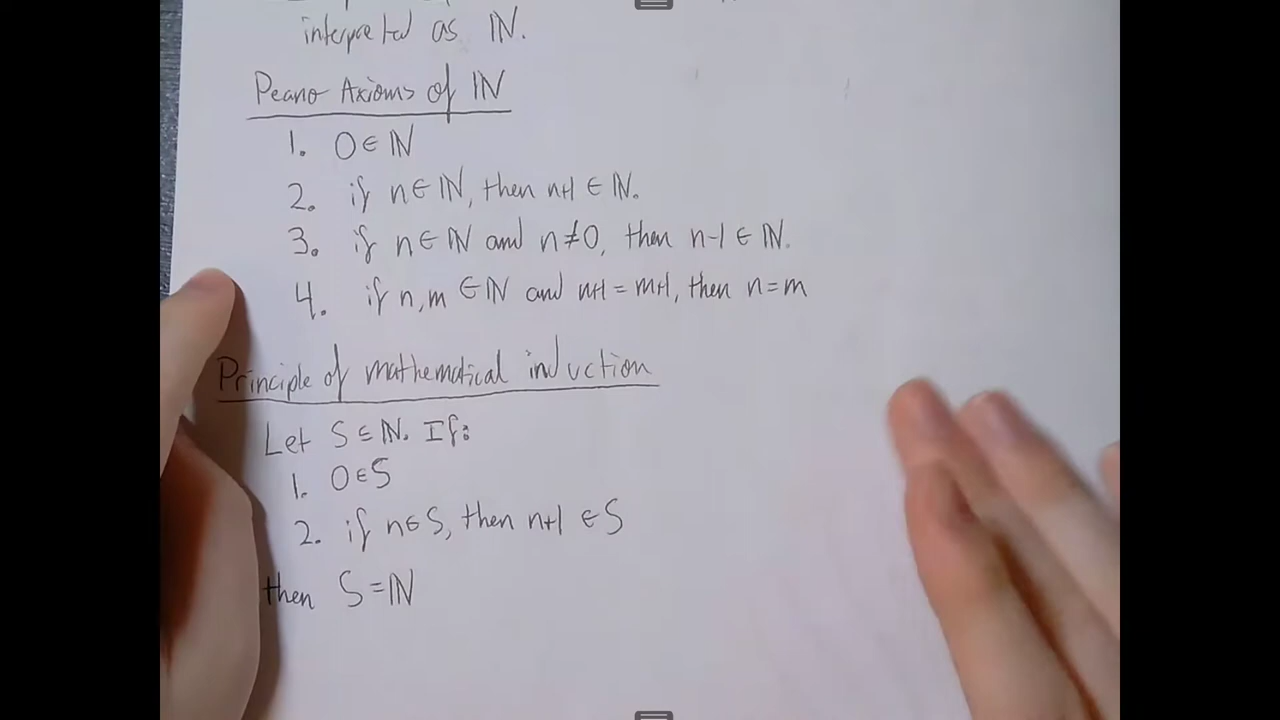 interpreted as ℕ.
Peano Axioms of ℕ
1. 0∈ℕ
2. if n∈ℕ, then n+1 ∈ ℕ.
3. if n∈ℕ and n≠0, then n-1 ∈ ℕ.
4. if n,m ∈ℕ and n+1 = m+1, then n=m
Principle of mathematical induction
Let S⊆ℕ. If:
1. 0∈S
2. if n∈S, then n+1 ∈S
then S=ℕ